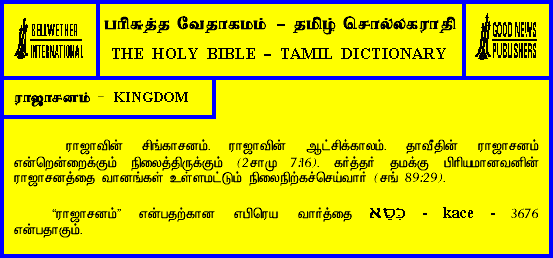 BELLWETHER
INTERNATIONAL
பரிசுத்த வேதாகமம் - தமிழ் சொல்லகராதி
THE HOLY BIBLE - TAMIL DICTIONARY
GOOD NEWS
PUBLISHERS
ராஜாசனம் - KINGDOM
ராஜாவின் சிங்காசனம். ராஜாவின் ஆட்சிக்காலம். தாவீதின் ராஜாசனம்
என்றென்றைக்கும் நிலைத்திருக்கும் (2சாமு 7:16). கர்த்தர் தமக்கு பிரியமானவனின்
ராஜாசனத்தை வானங்கள் உள்ளமட்டும் நிலைநிற்கச்செய்வார் (சங் 89:29).
“ராஜாசனம்” என்பதற்கான எபிரெய வார்த்தை כִּסֵּא - kace - 3676
என்பதாகும்.